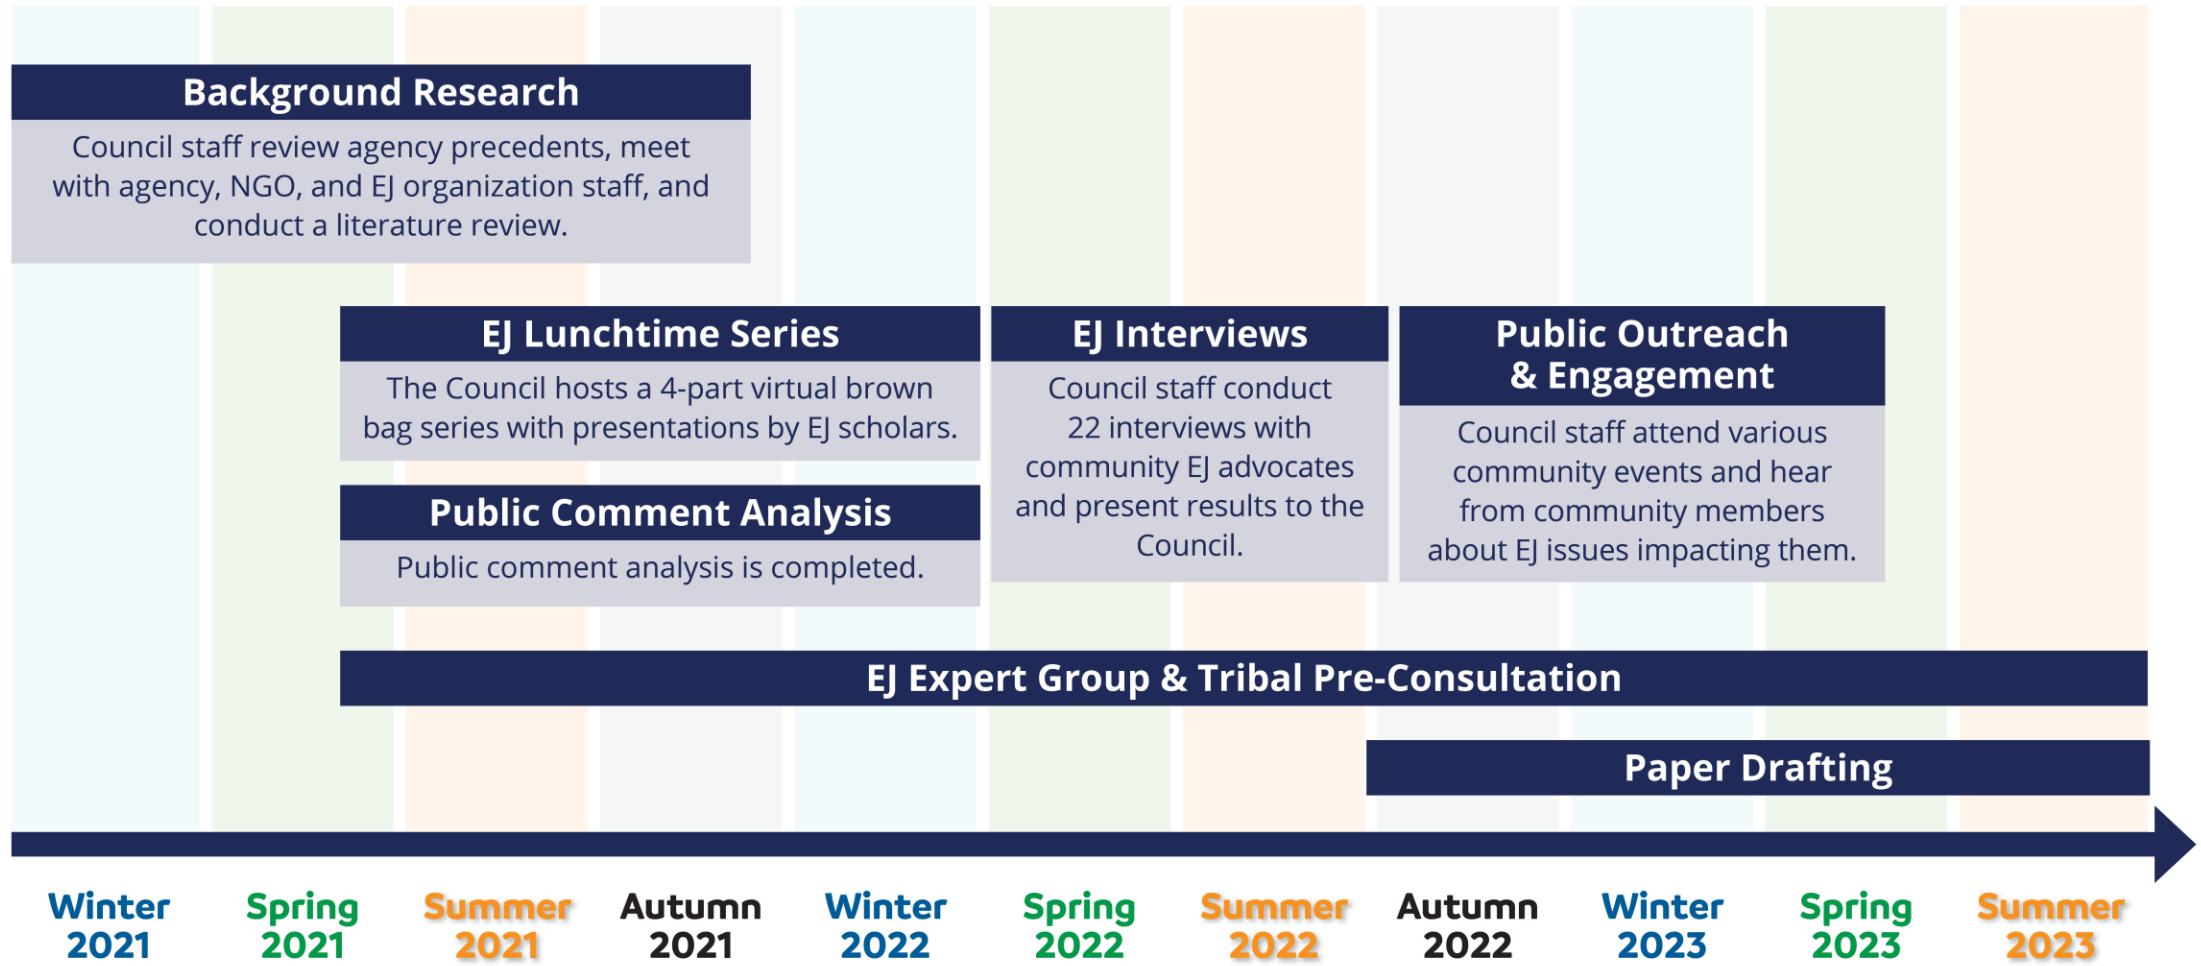 Background Research
Council staff review agency precedents, meet
with agency, NGO, and EJ organization staff, and
conduct a literature review.
EJ Lunchtime Series
The Council hosts a 4-part virtual brown
bag series with presentations by EJ scholars.
Public Comment Analysis
Public comment analysis is completed.
EJ Interviews
Council staff conduct
22 interviews with
community EJ advocates
and present results to the
Council.
Public Outreach
& Engagement
Council staff attend various
community events and hear
from community members
about EJ issues impacting them.
EJ Expert Group & Tribal Pre-Consultation
Paper Drafting
Winter
2021
Spring
2021
Summer
2021
Autumn
2021
Winter
2022
Spring
2022
Summer
2022
Autumn
2022
Winter
2023
Spring
2023
Summer
2023